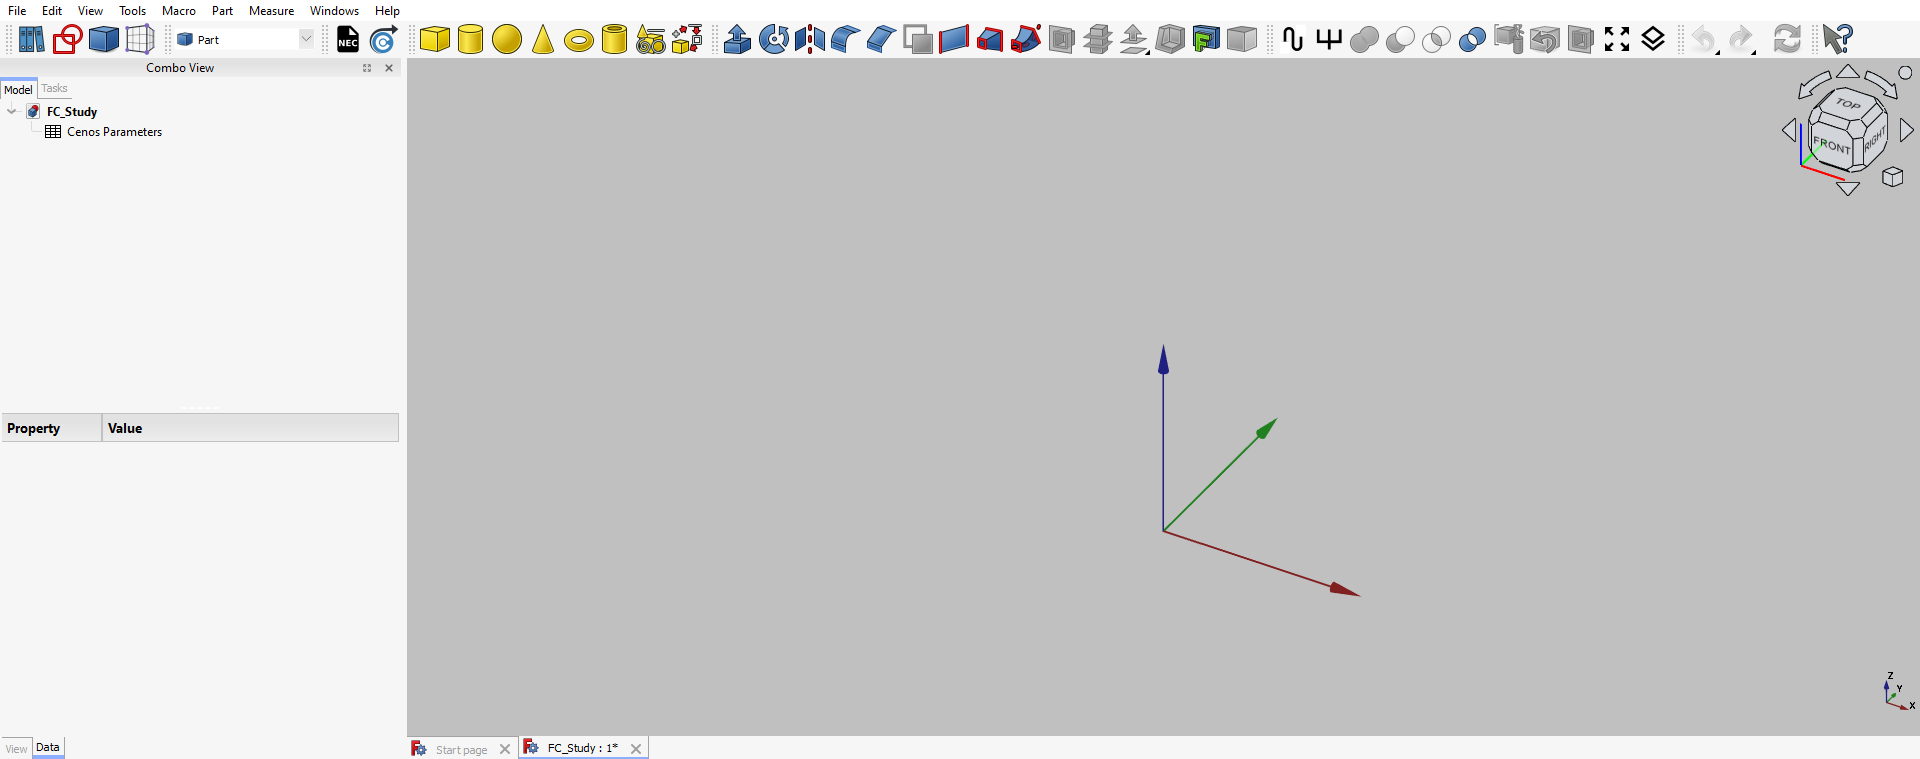 File Edit View Tools Macro Part Measure Windows Help
Part
NEC
Combo View
Model Tasks
FC_Study
Cenos Parameters
Property Value
View Data
TOP
FRONT
RIGHT
Z
Y
X
Start page
FC_Study : 1*